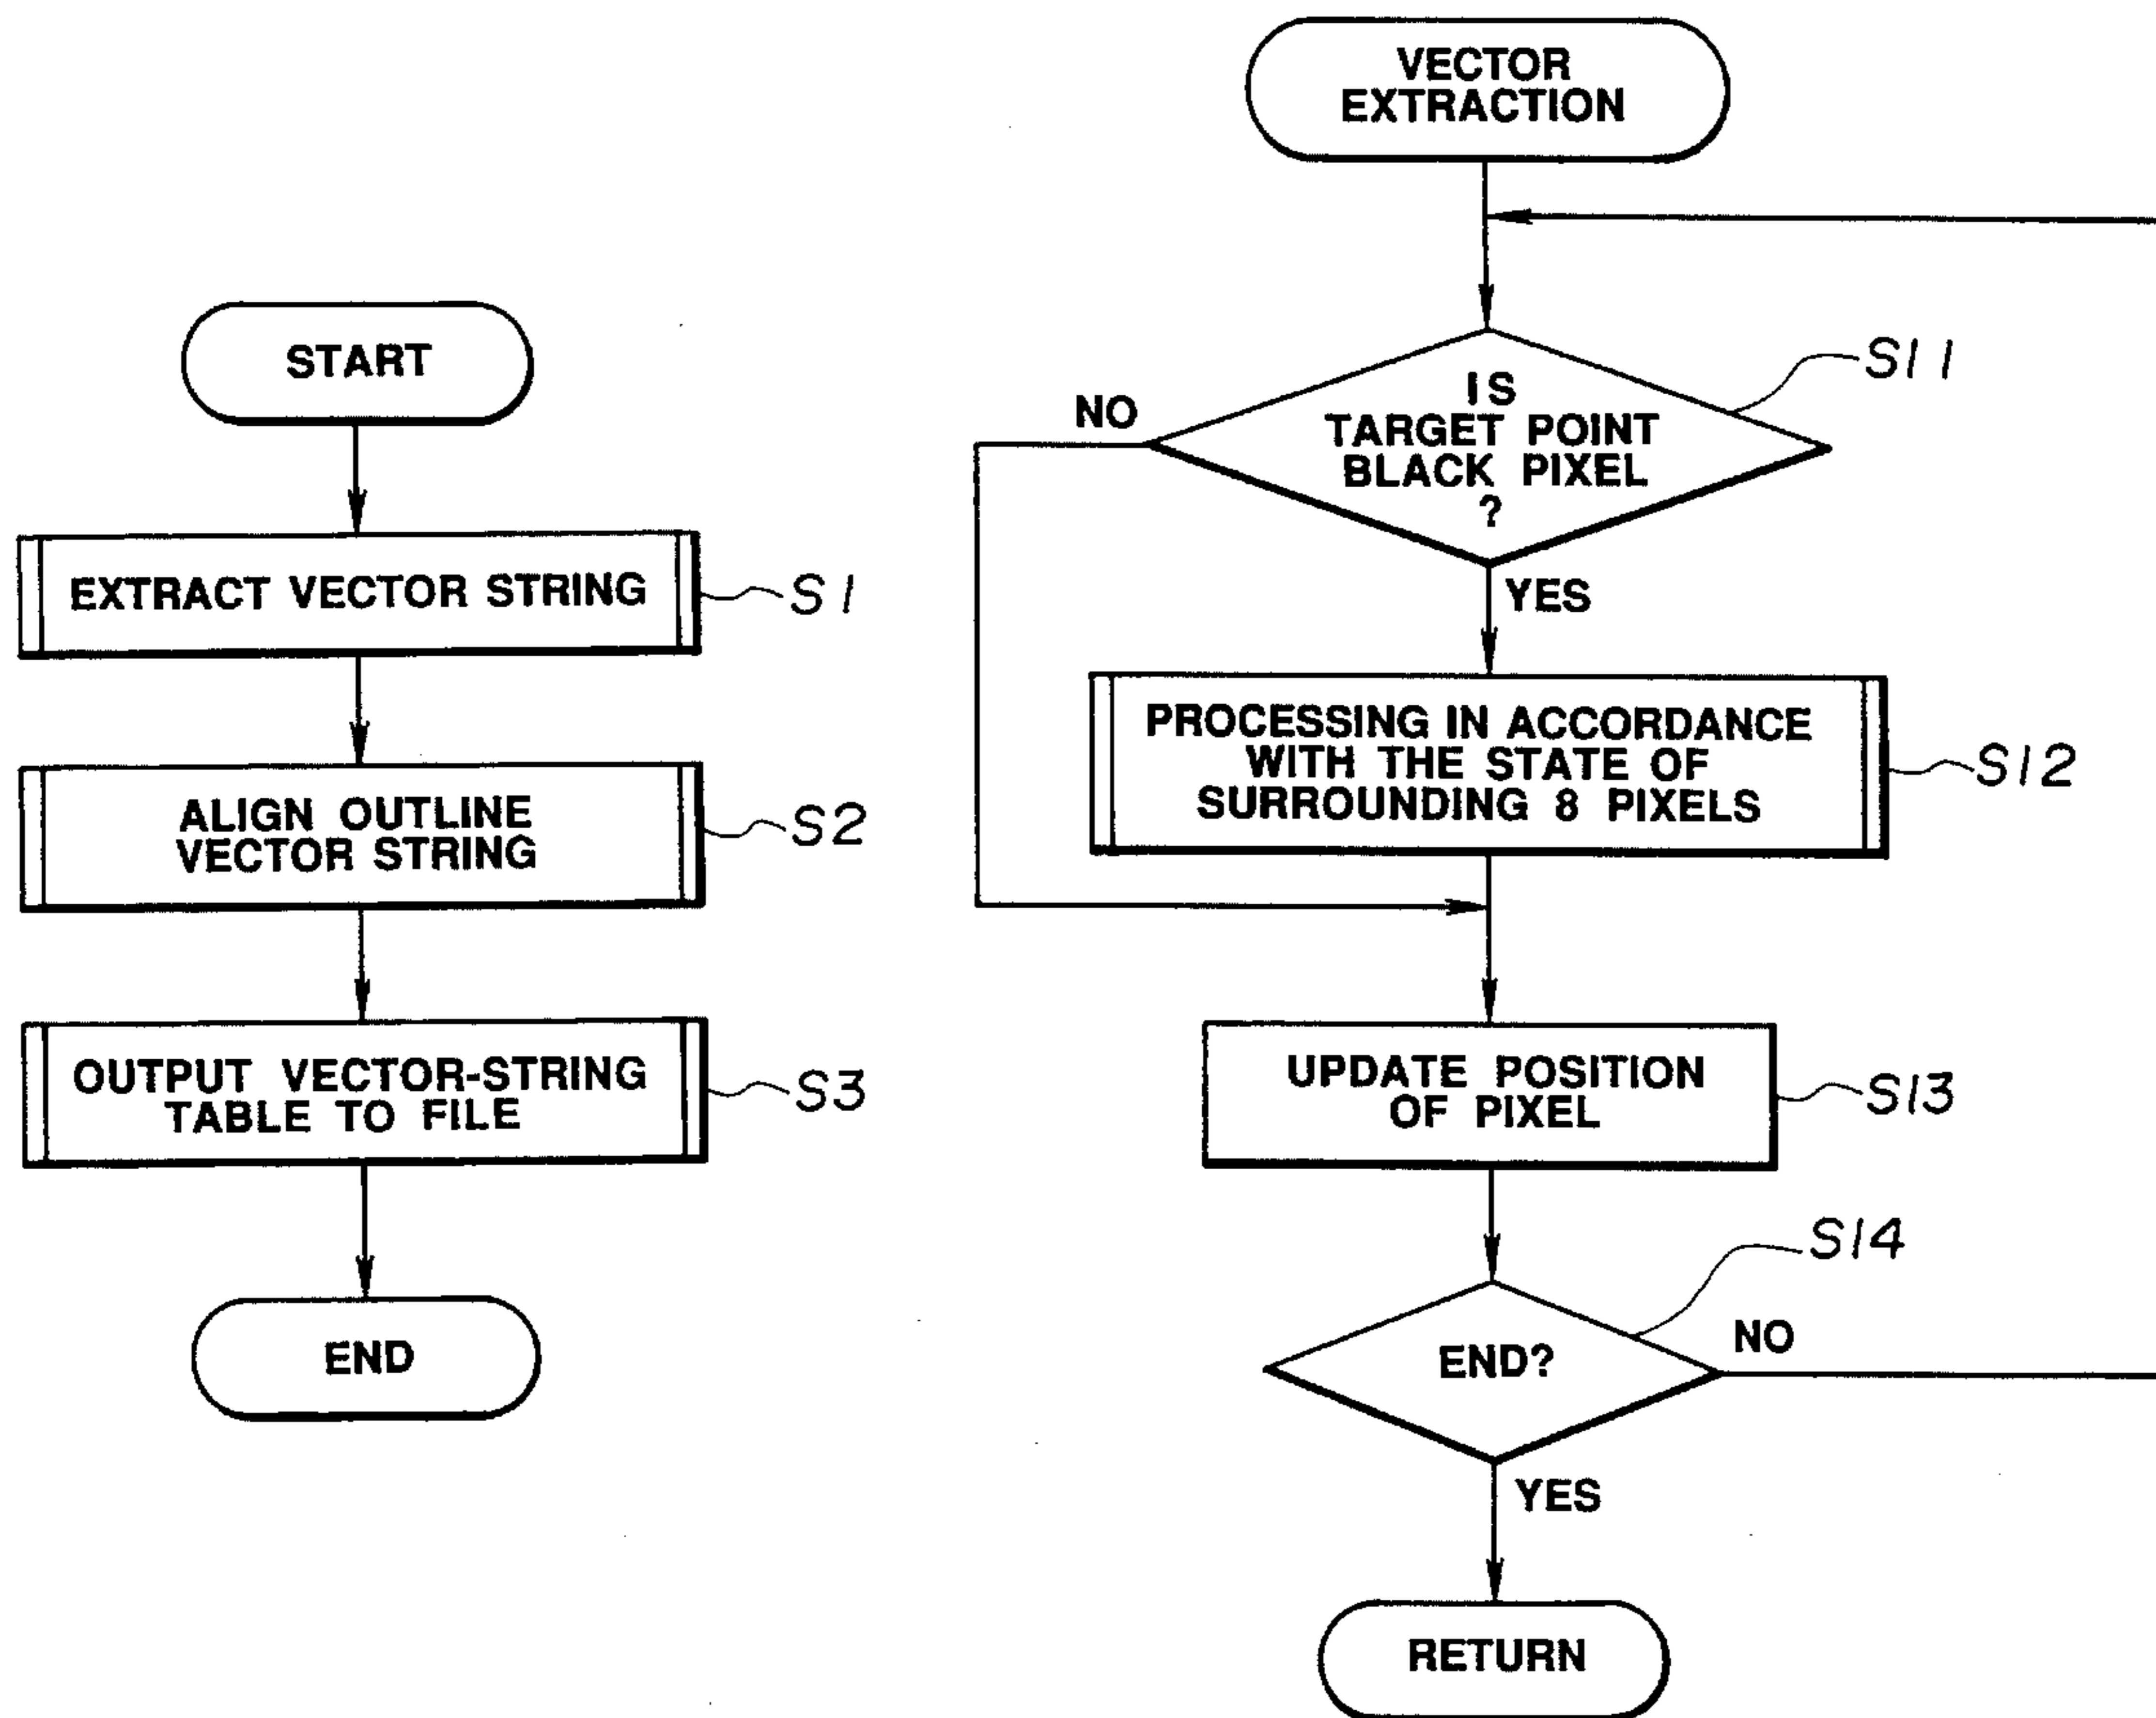 START
EXTRACT VECTOR STRING
S1
ALIGN OUTLINE
VECTOR STRING
S2
OUTPUT VECTOR-STRING
TABLE TO FILE
S3
END
VECTOR
EXTRACTION
IS
TARGET POINT
BLACK PIXEL
?
S11
NO
YES
PROCESSING IN ACCORDANCE
WITH THE STATE OF
SURROUNDING 8 PIXELS
S12
UPDATE POSITION
OF PIXEL
S13
END?
S14
NO
YES
RETURN